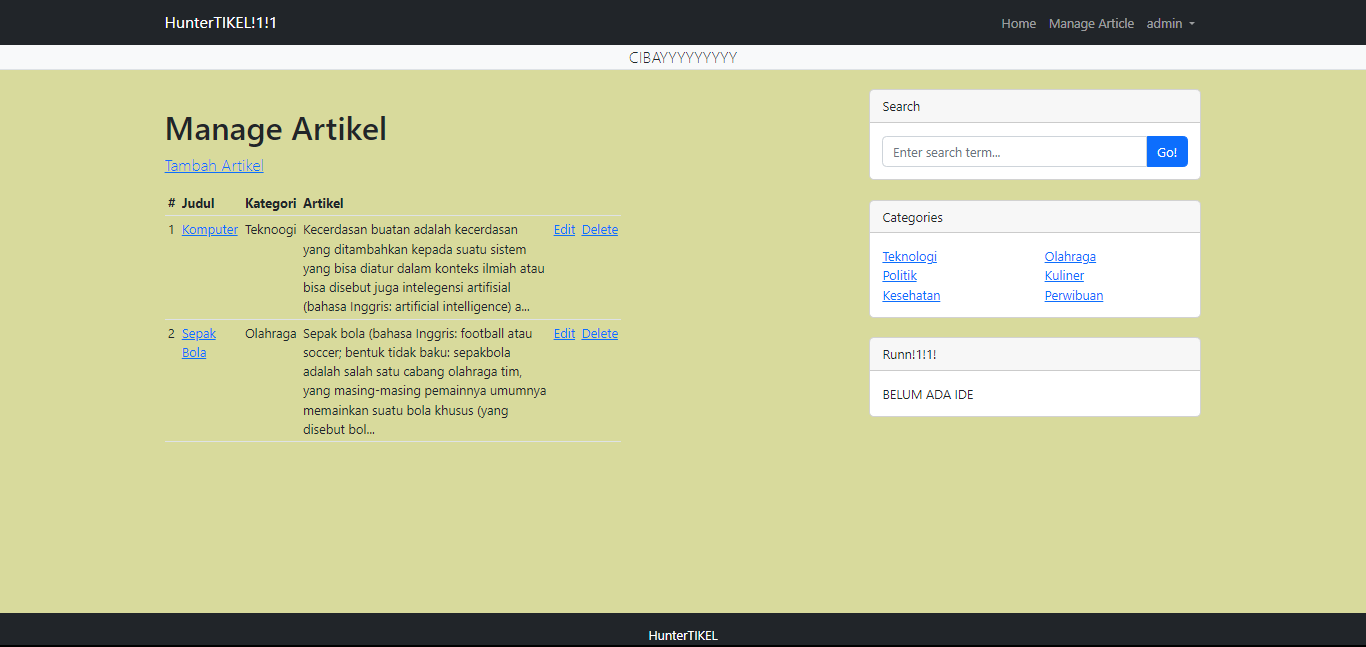 HunterTIKEL!1!1
Home Manage Article admin
CIBAYYYYYYYYY
Manage Artikel
Tambah Artikel
# Judul Kategori Artikel
1 Komputer Teknoogi Kecerdasan buatan adalah kecerdasan Edit Delete
yang ditambahkan kepada suatu sistem
yang bisa diatur dalam konteks ilmiah atau
bisa disebut juga intelegensi artifisial
(bahasa Inggris: artificial intelligence) a...
2 Sepak Olahraga Sepak bola (bahasa Inggris: football atau Edit Delete
Bola soccer; bentuk tidak baku: sepakbola
adalah salah satu cabang olahraga tim,
yang masing-masing pemainnya umumnya
memainkan suatu bola khusus (yang
disebut bol...
Search
Enter search term... Go!
Categories
Teknologi Olahraga
Politik Kuliner
Kesehatan Perwibuan
Runn!1!1!
BELUM ADA IDE
HunterTIKEL